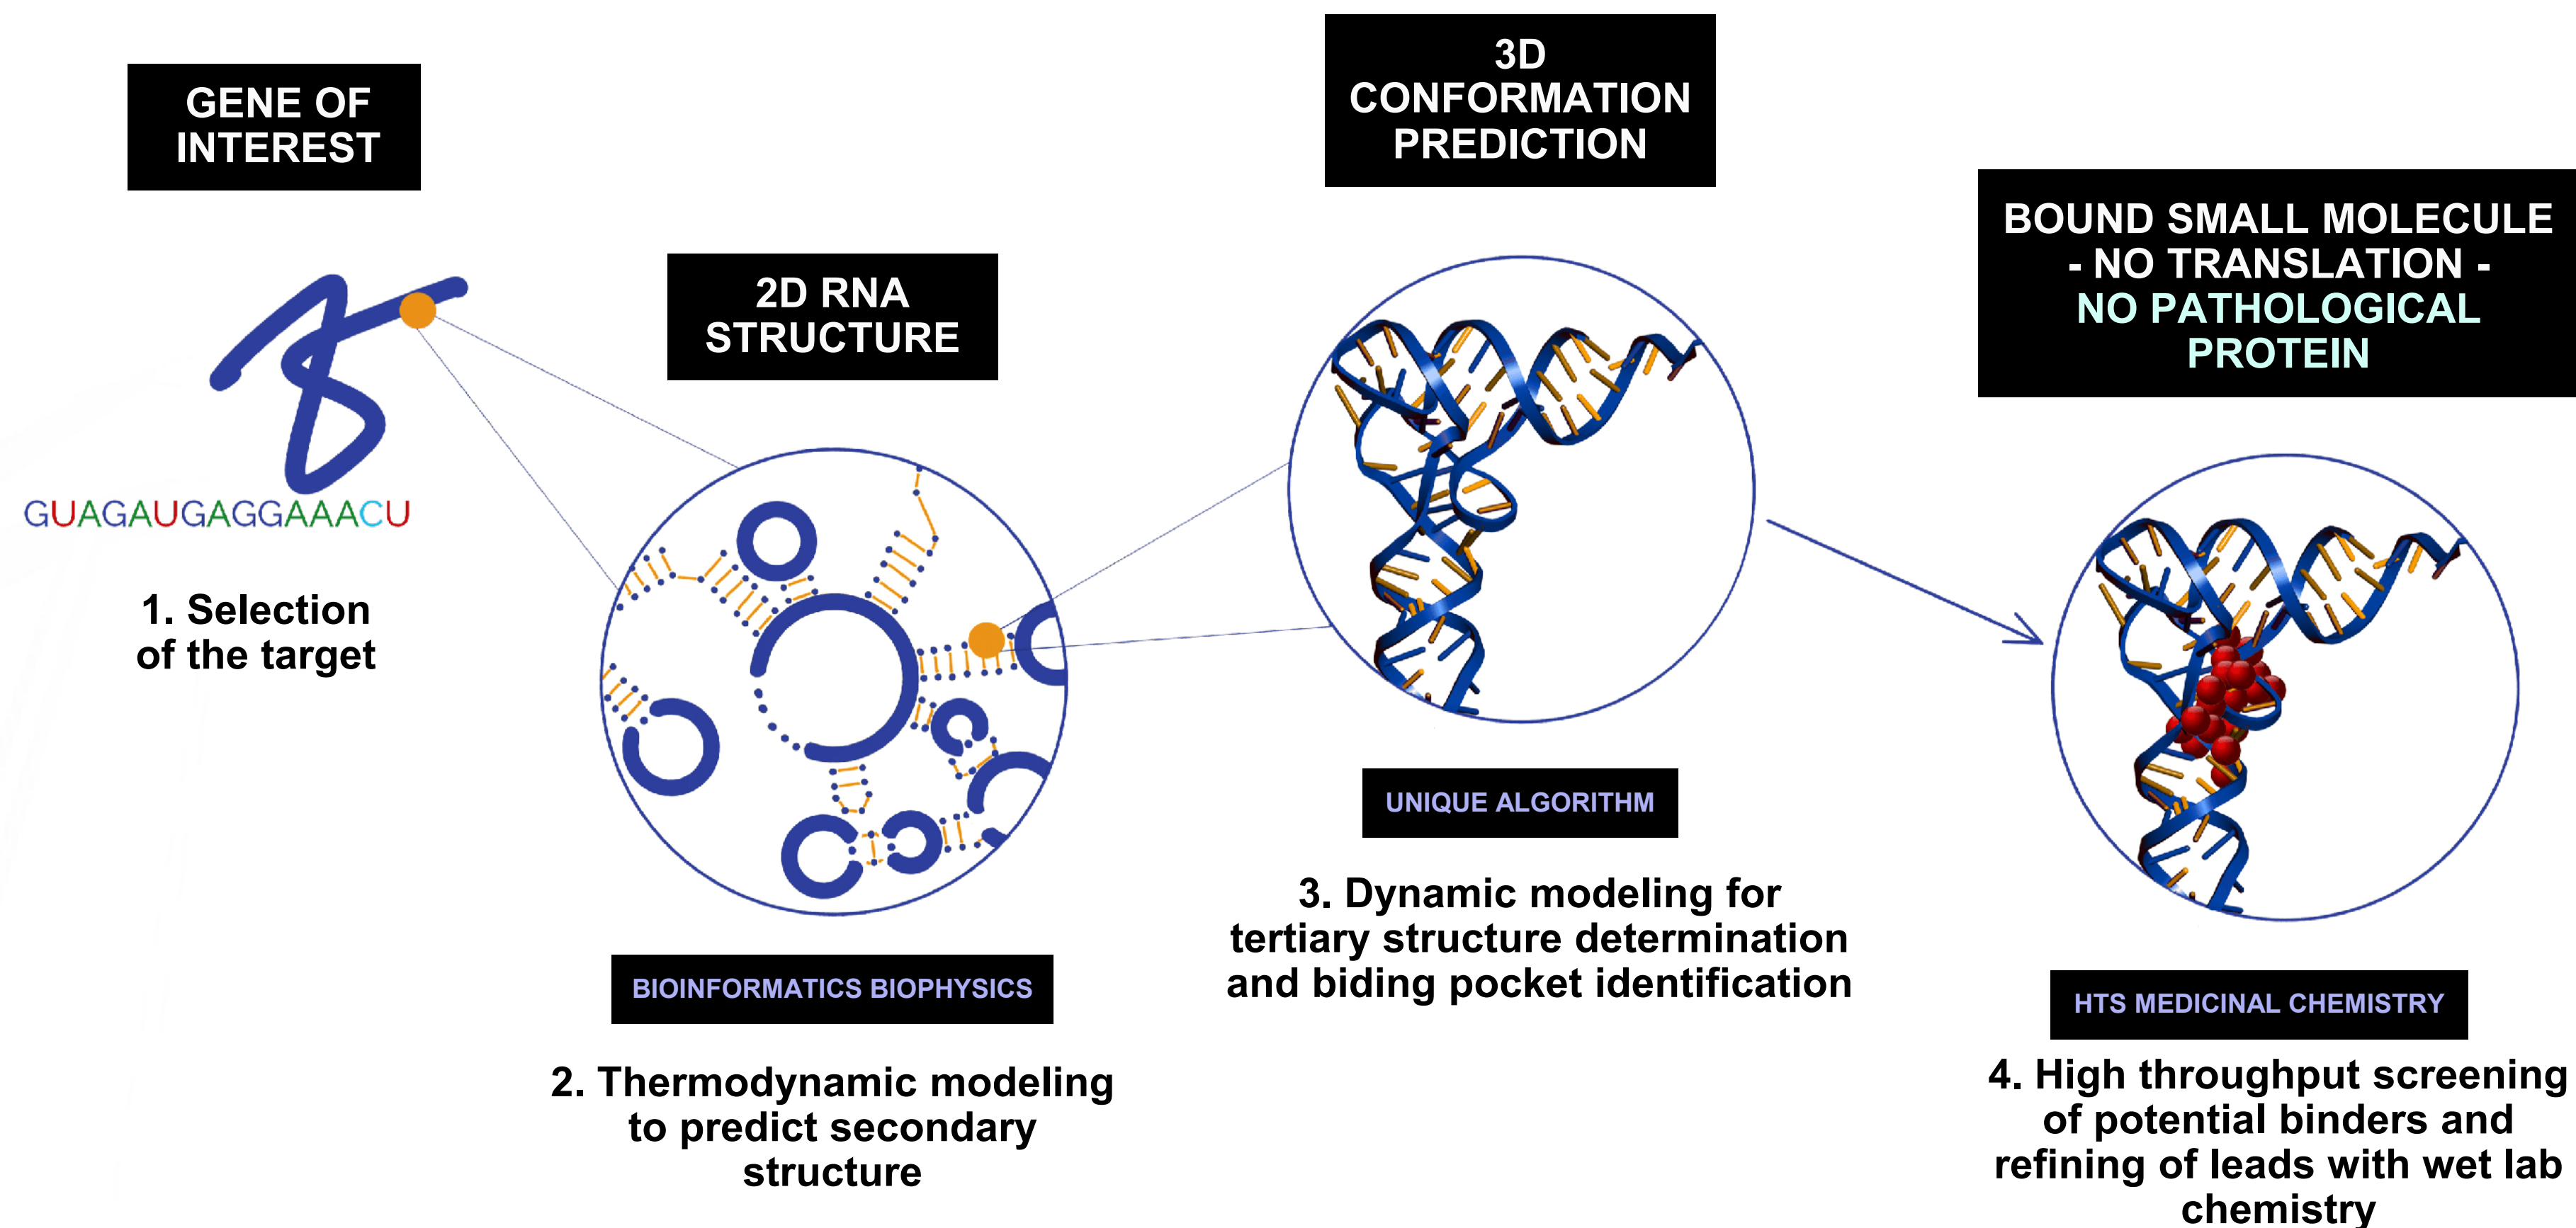 GENE OF
INTEREST
GUAGAUGAGGAAACU
1. Selection
of the target
2D RNA
STRUCTURE
BIOINFORMATICS BIOPHYSICS
2. Thermodynamic modeling
to predict secondary
structure
3D
CONFORMATION
PREDICTION
UNIQUE ALGORITHM
3. Dynamic modeling for
tertiary structure determination
and biding pocket identification
BOUND SMALL MOLECULE
- NO TRANSLATION -
NO PATHOLOGICAL
PROTEIN
HTS MEDICINAL CHEMISTRY
4. High throughput screening
of potential binders and
refining of leads with wet lab
chemistry